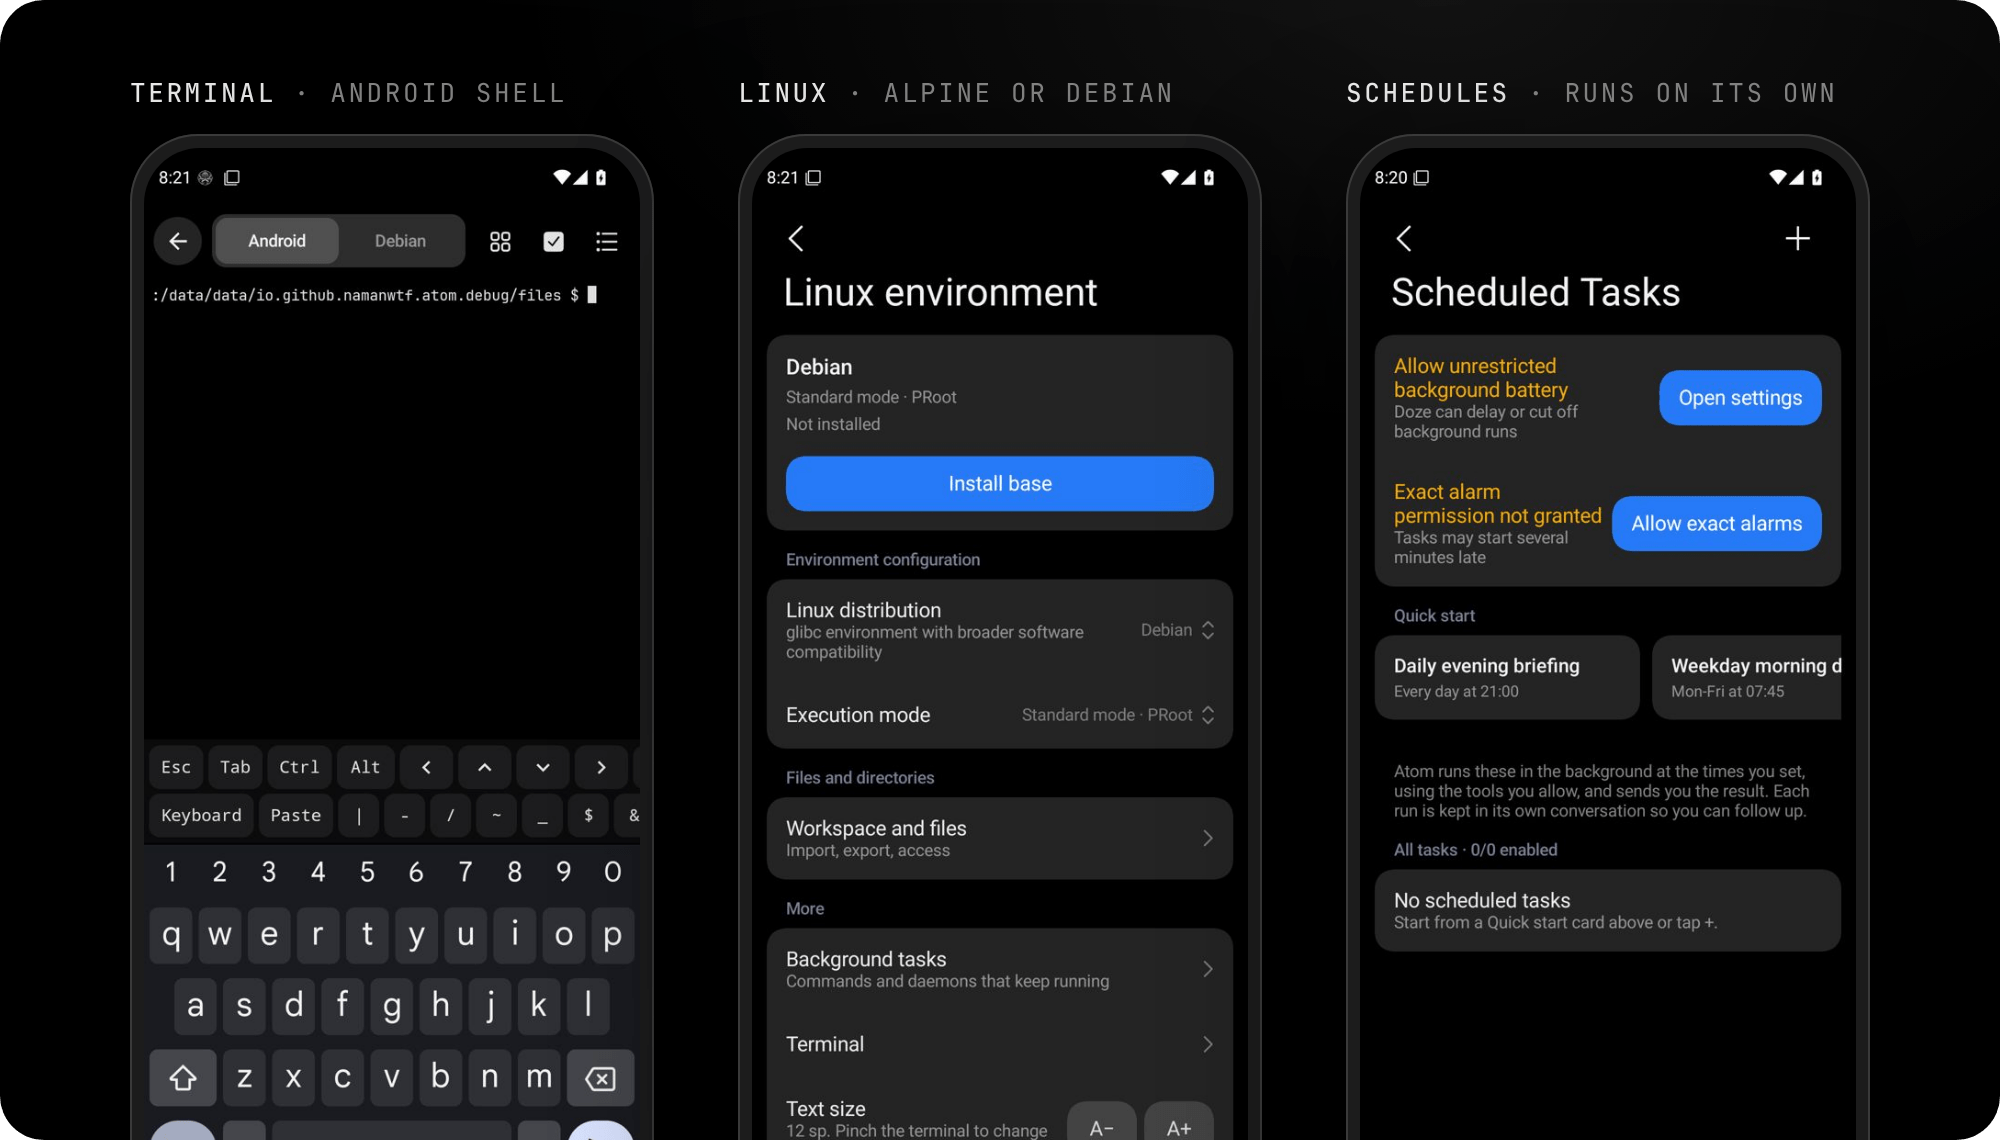 TERMINAL · ANDROID SHELL
8:21
Android
Debian
:/data/data/io.github.namanwtf.atom.debug/files $
Esc Tab Ctrl Alt
Keyboard Paste | - / ~ _ $ &
1 2 3 4 5 6 7 8 9 0
q w e r t y u i o p
a s d f g h j k l
z x c v b n m
LINUX · ALPINE OR DEBIAN
8:21
Linux environment
Debian
Standard mode · PRoot
Not installed
Install base
Environment configuration
Linux distribution
glibc environment with broader software
compatibility
Debian
Execution mode
Standard mode · PRoot
Files and directories
Workspace and files
Import, export, access
More
Background tasks
Commands and daemons that keep running
Terminal
Text size
12 sp. Pinch the terminal to change
A−
A+
SCHEDULES · RUNS ON ITS OWN
8:20
Scheduled Tasks
Allow unrestricted
background battery
Doze can delay or cut off
background runs
Open settings
Exact alarm
permission not granted
Tasks may start several
minutes late
Allow exact alarms
Quick start
Daily evening briefing
Every day at 21:00
Weekday morning d
Mon-Fri at 07:45
Atom runs these in the background at the times you set,
using the tools you allow, and sends you the result. Each
run is kept in its own conversation so you can follow up.
All tasks · 0/0 enabled
No scheduled tasks
Start from a Quick start card above or tap +.